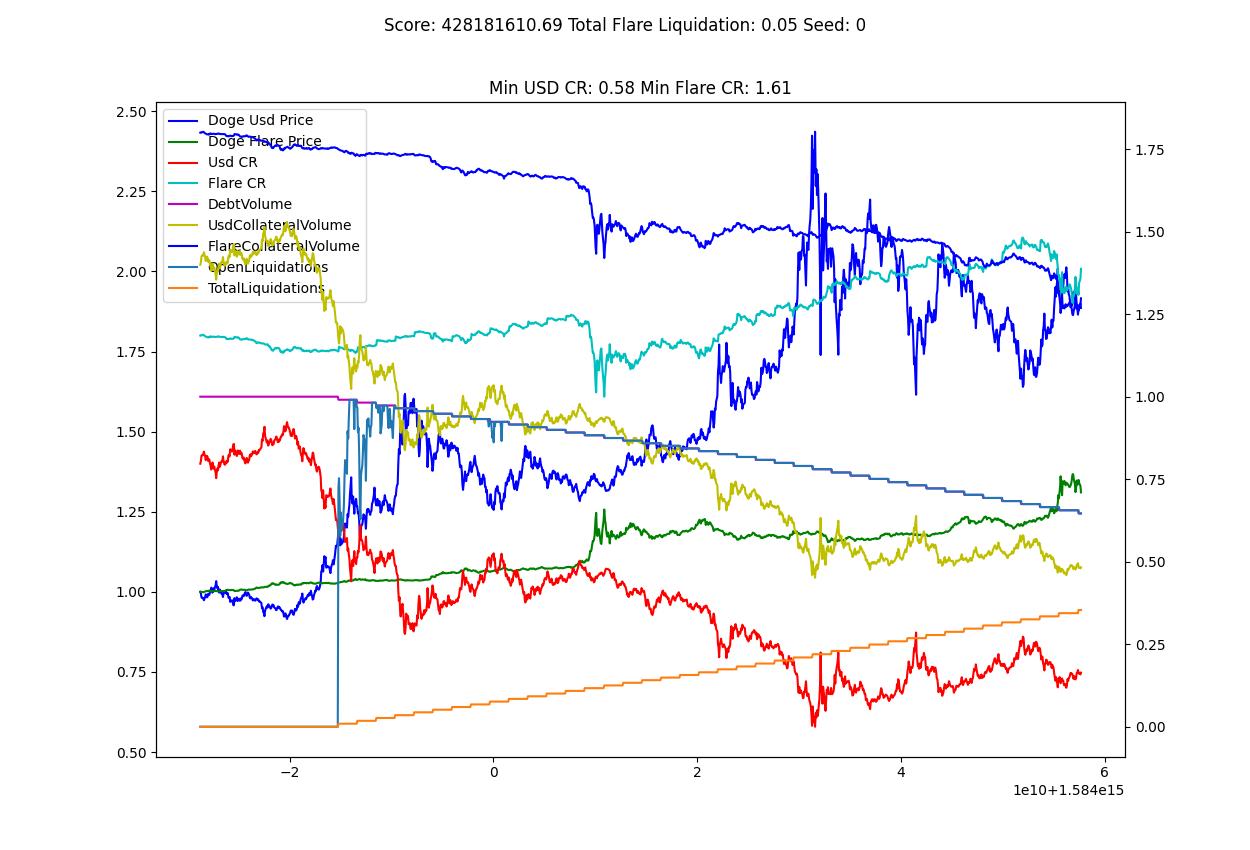 Score: 428181610.69 Total Flare Liquidation: 0.05 Seed: 0
Min USD CR: 0.58 Min Flare CR: 1.61
Doge Usd Price
Doge Flare Price
Usd CR
Flare CR
DebtVolume
UsdCollateralVolume
FlareCollateralVolume
OpenLiquidations
TotalLiquidations
2.50
2.25
2.00
1.75
1.50
1.25
1.00
0.75
0.50
1.75
1.50
1.25
1.00
0.75
0.50
0.25
0.00
−2 0 2 4 6
1e10+1.584e15